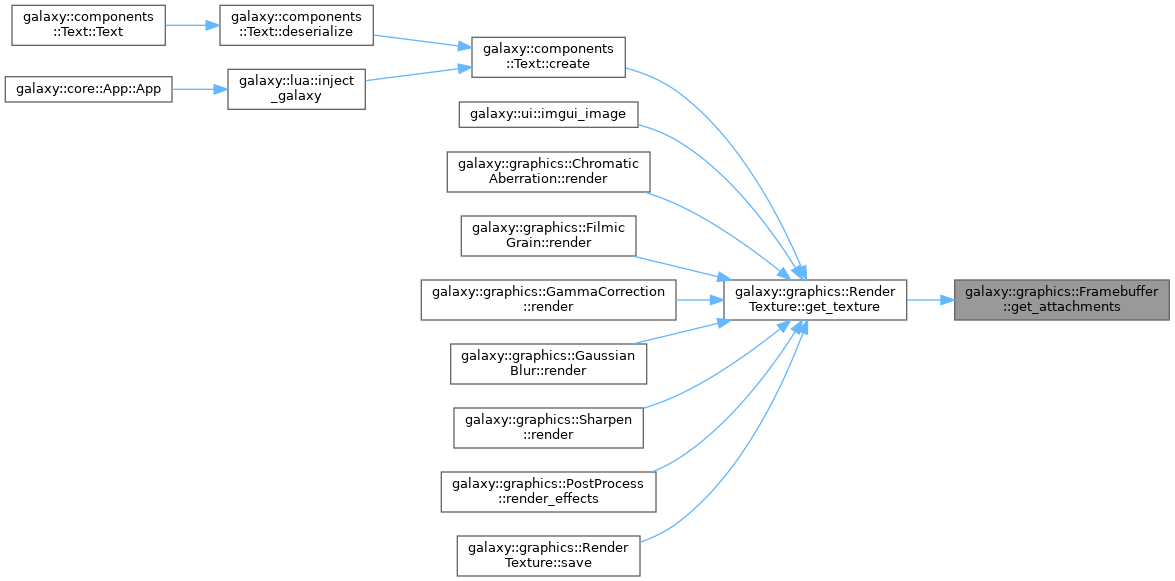 galaxy::components
::Text::Text
galaxy::components
::Text::deserialize
galaxy::components
::Text::create
galaxy::core::App::App
galaxy::lua::inject
_galaxy
galaxy::ui::imgui_image
galaxy::graphics::Chromatic
Aberration::render
galaxy::graphics::Filmic
Grain::render
galaxy::graphics::GammaCorrection
::render
galaxy::graphics::Render
Texture::get_texture
galaxy::graphics::Framebuffer
::get_attachments
galaxy::graphics::Gaussian
Blur::render
galaxy::graphics::Sharpen
::render
galaxy::graphics::PostProcess
::render_effects
galaxy::graphics::Render
Texture::save